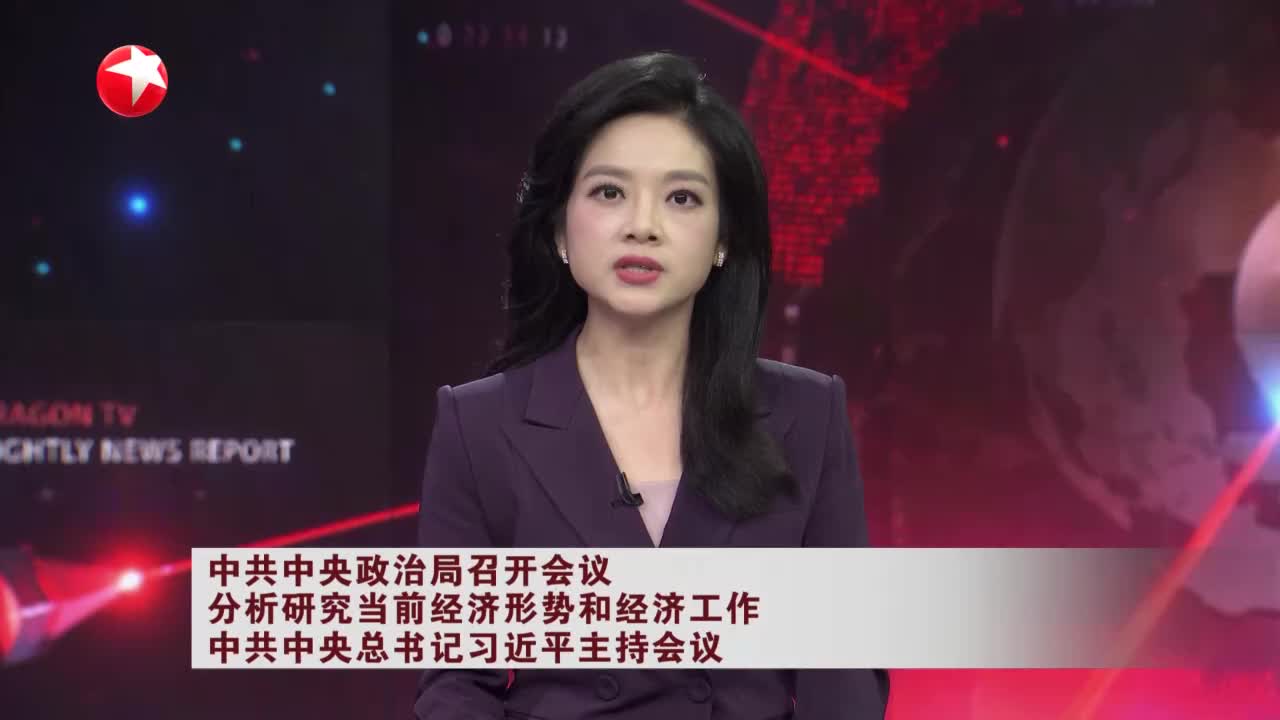 RAGON TV
IGHTLY NEWS REPORT
中共中央政治局召开会议
分析研究当前经济形势和经济工作
中共中央总书记习近平主持会议